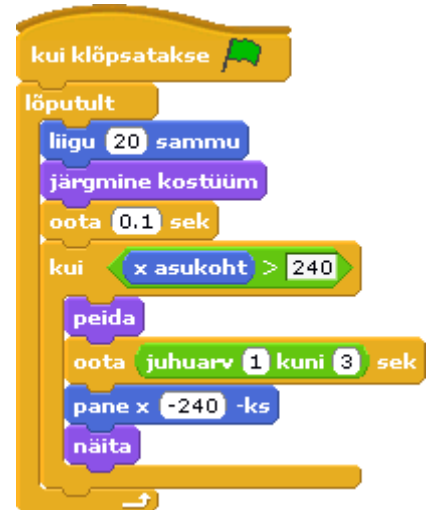 kui klõpsatakse
lõputult
liigu 20 sammu
järgmine kostüüm
oota 0.1 sek
kui x asukoht > 240
peida
oota juhuarv 1 kuni 3 sek
pane x -240 -ks
näita